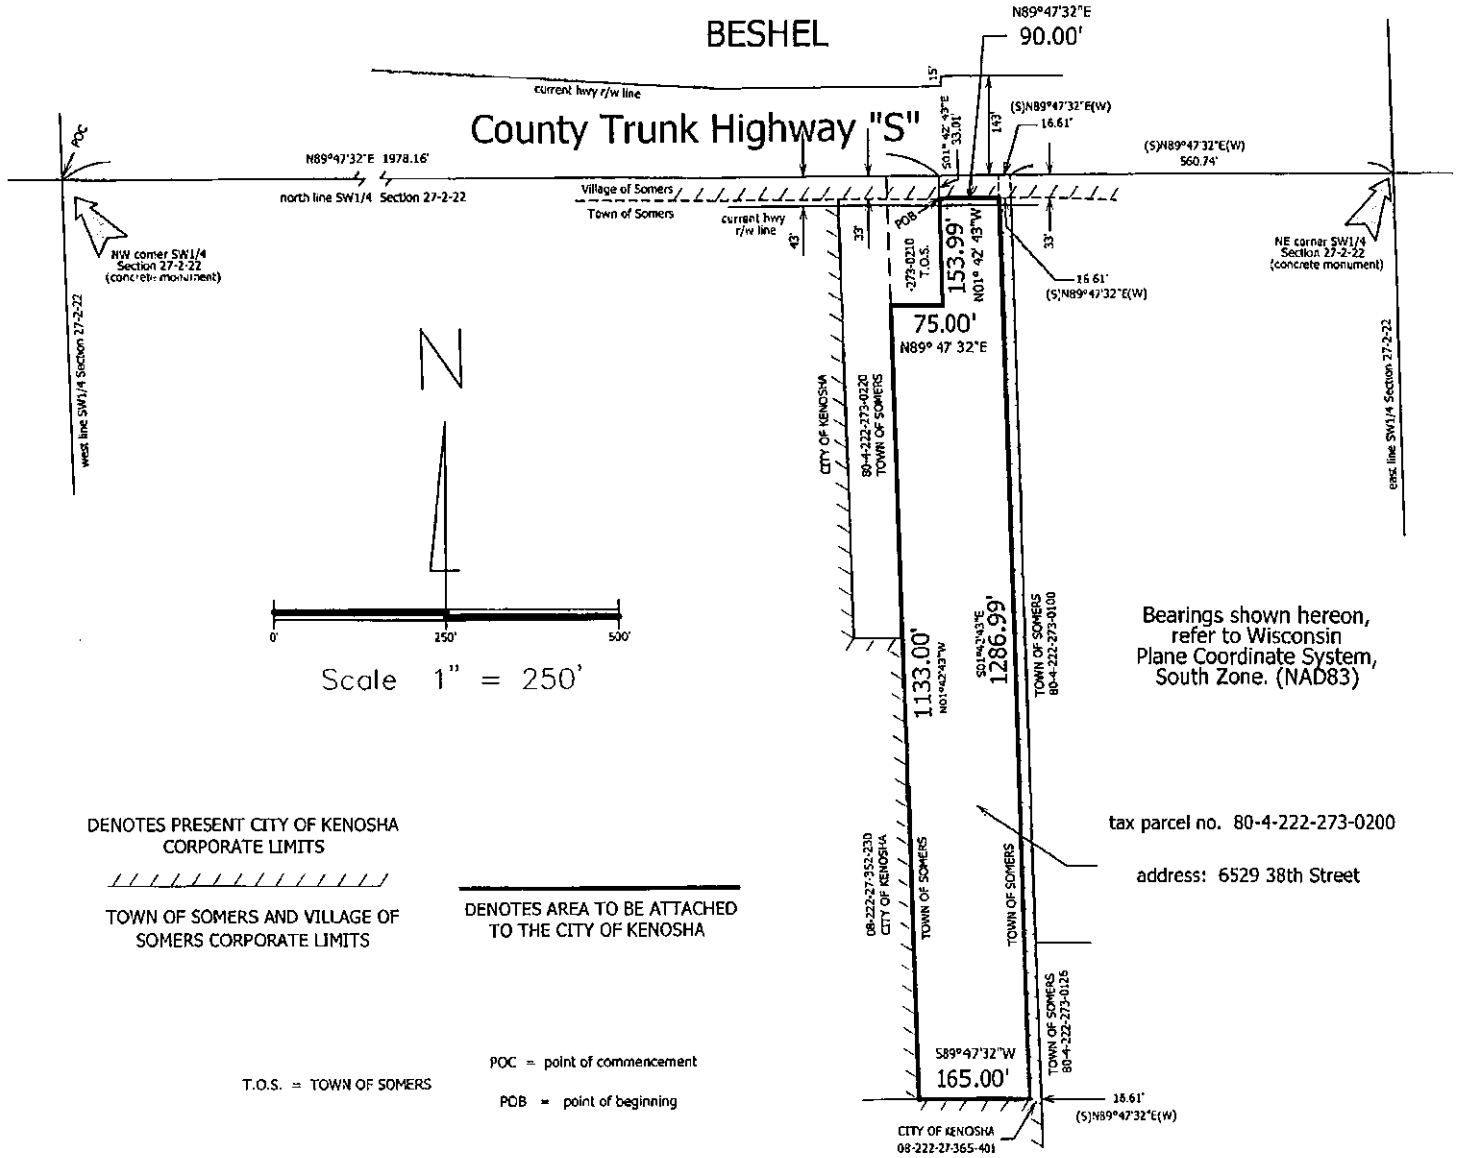 BESHEL
N89°47'32"E
90.00'
15'
current hwy r/w line
County Trunk Highway "S"
S01° 42' 43"E
33.01'
143'
(S)N89°47'32"E(W)
16.61'
(S)N89°47'32"E(W)
560.74'
POC
N89°47'32"E 1978.16'
north line SW1/4 Section 27-2-22
Village of Somers
Town of Somers
current hwy
r/w line
43'
33'
POB
33'
NW corner SW1/4
Section 27-2-22
(concrete monument)
NE corner SW1/4
Section 27-2-22
(concrete monument)
west line SW1/4 Section 27-2-22
east line SW1/4 Section 27-2-22
-273-0210
T.O.S.
153.99'
N01° 42' 43"W
16.61'
(S)N89°47'32"E(W)
75.00'
N89° 47' 32"E
N
CITY OF KENOSHA
80-4-222-273-0220
TOWN OF SOMERS
0'
250'
500'
Scale 1" = 250'
1133.00'
N01°42'43"W
S01°42'43"E
1286.99'
TOWN OF SOMERS
80-4-222-273-0100
Bearings shown hereon,
refer to Wisconsin
Plane Coordinate System,
South Zone. (NAD83)
tax parcel no. 80-4-222-273-0200
address: 6529 38th Street
DENOTES PRESENT CITY OF KENOSHA
CORPORATE LIMITS
TOWN OF SOMERS AND VILLAGE OF
SOMERS CORPORATE LIMITS
DENOTES AREA TO BE ATTACHED
TO THE CITY OF KENOSHA
08-222-27-352-230
CITY OF KENOSHA
TOWN OF SOMERS
TOWN OF SOMERS
TOWN OF SOMERS
80-4-222-273-0126
S89°47'32"W
165.00'
T.O.S. = TOWN OF SOMERS
POC = point of commencement
POB = point of beginning
16.61'
(S)N89°47'32"E(W)
CITY OF KENOSHA
08-222-27-365-401